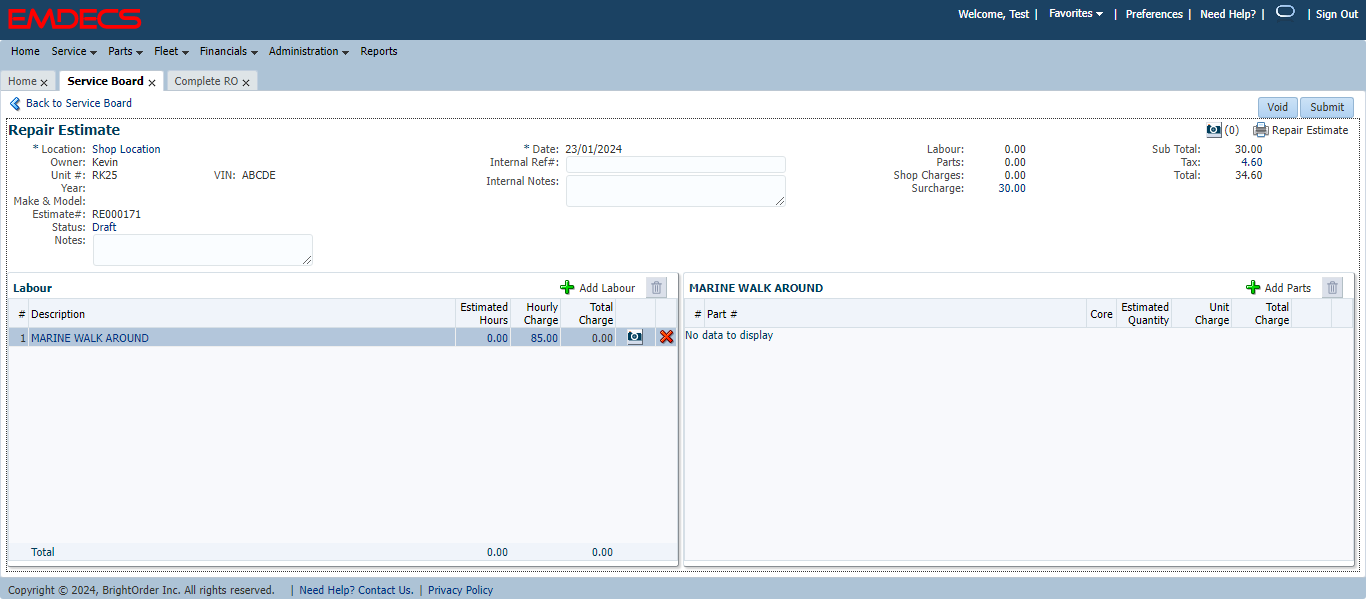 EMDECS
Welcome, Test | Favorites | Preferences | Need Help? | | Sign Out
Home Service Parts Fleet Financials Administration Reports
Home Service Board Complete RO
Back to Service Board
Void Submit
Repair Estimate
(0) Repair Estimate
* Location: Shop Location
Owner: Kevin
Unit #: RK25 VIN: ABCDE
Year:
Make & Model:
Estimate#: RE000171
Status: Draft
Notes:
* Date: 23/01/2024
Internal Ref#:
Internal Notes:
Labour: 0.00
Parts: 0.00
Shop Charges: 0.00
Surcharge: 30.00
Sub Total: 30.00
Tax: 4.60
Total: 34.60
Labour Add Labour
# Description Estimated Hours Hourly Charge Total Charge
1 MARINE WALK AROUND 0.00 85.00 0.00
Total 0.00 0.00
MARINE WALK AROUND Add Parts
# Part # Core Estimated Quantity Unit Charge Total Charge
No data to display
Copyright © 2024, BrightOrder Inc. All rights reserved. | Need Help? Contact Us. | Privacy Policy